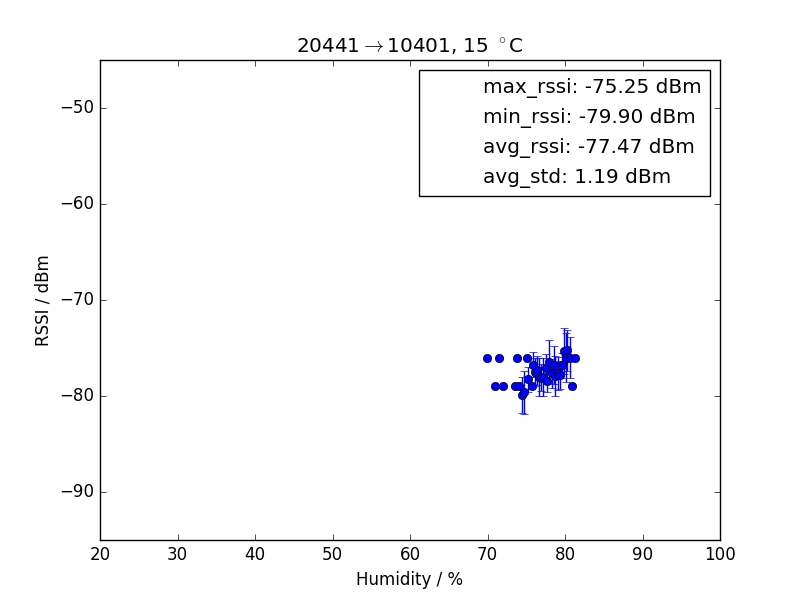 20441→10401, 15 °C
max_rssi: -75.25 dBm
min_rssi: -79.90 dBm
avg_rssi: -77.47 dBm
avg_std: 1.19 dBm
−50
−60
−70
−80
−90
RSSI / dBm
20 30 40 50 60 70 80 90 100
Humidity / %